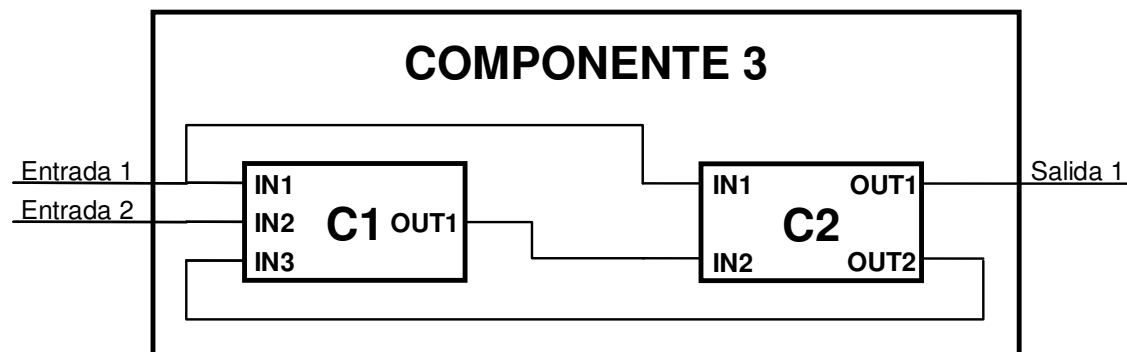 COMPONENTE 3
Entrada 1
Entrada 2
IN1
IN2
IN3
C1
OUT1
IN1
IN2
C2
OUT1
OUT2
Salida 1